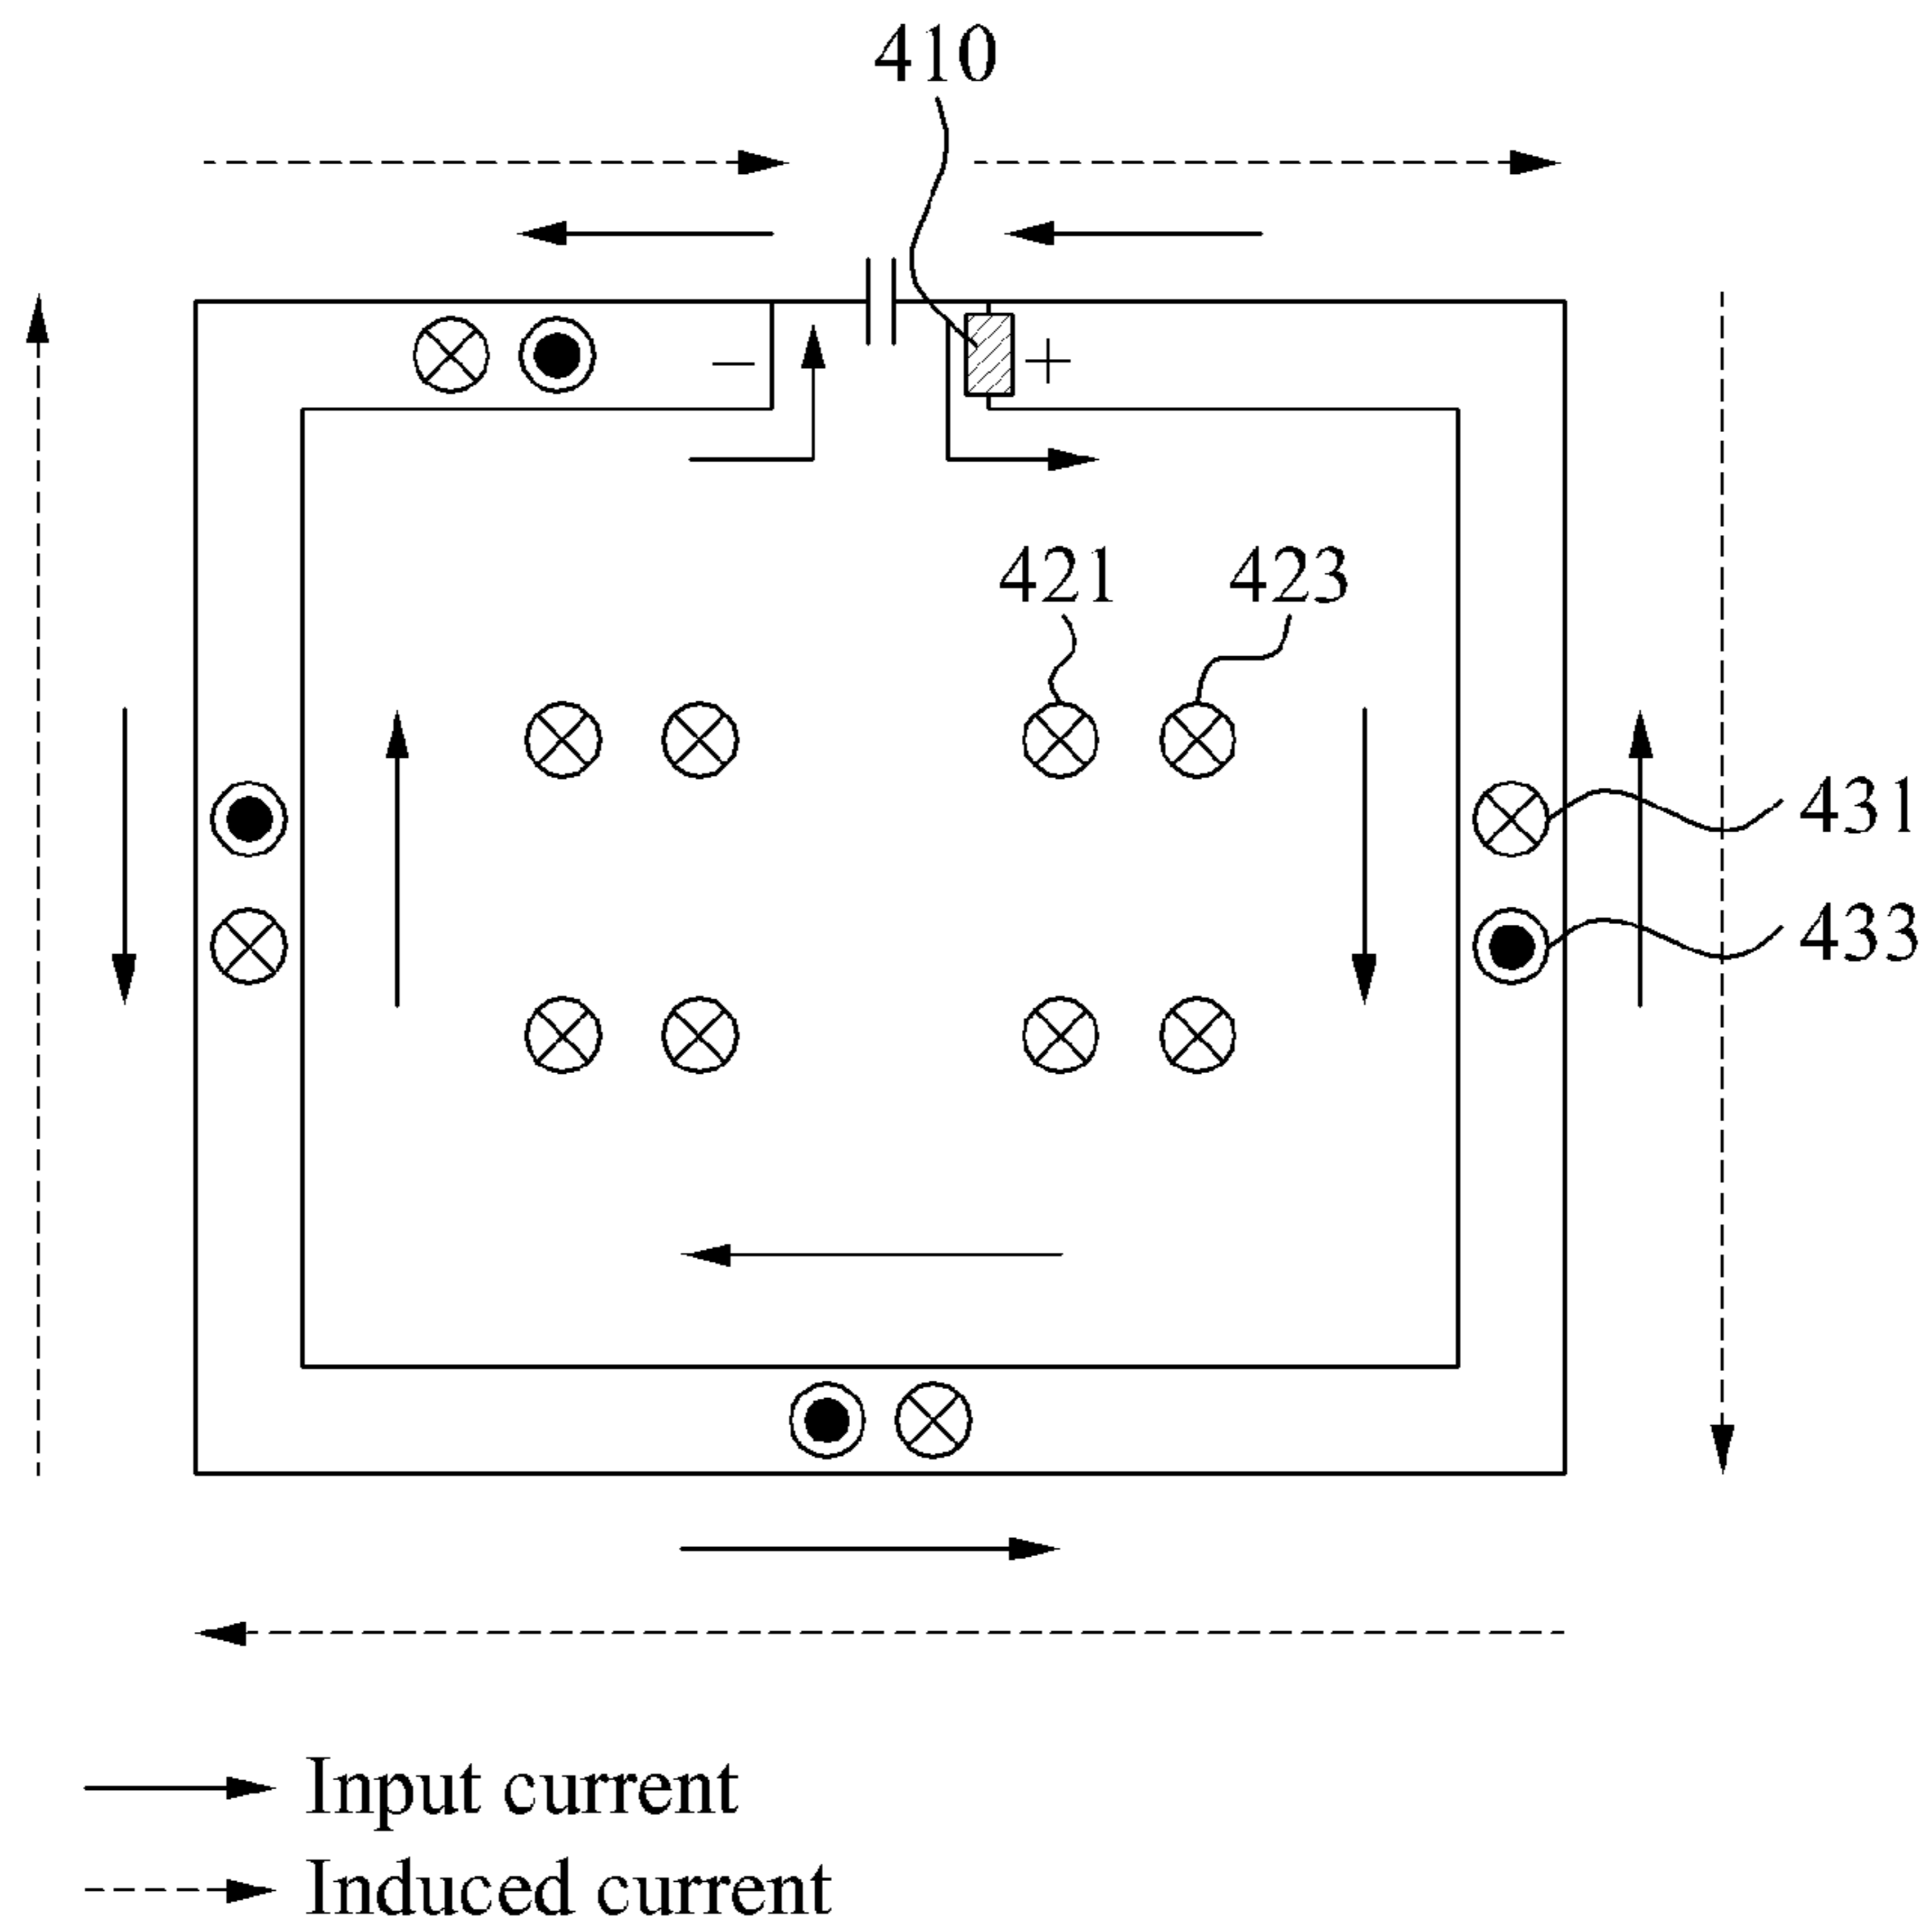 410
− +
421 423
431
433
Input current
Induced current